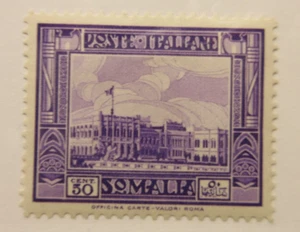 POSTE ITALIANE
CENT. 50 SOMALIA
OFFICINA CARTE-VALORI ROMA